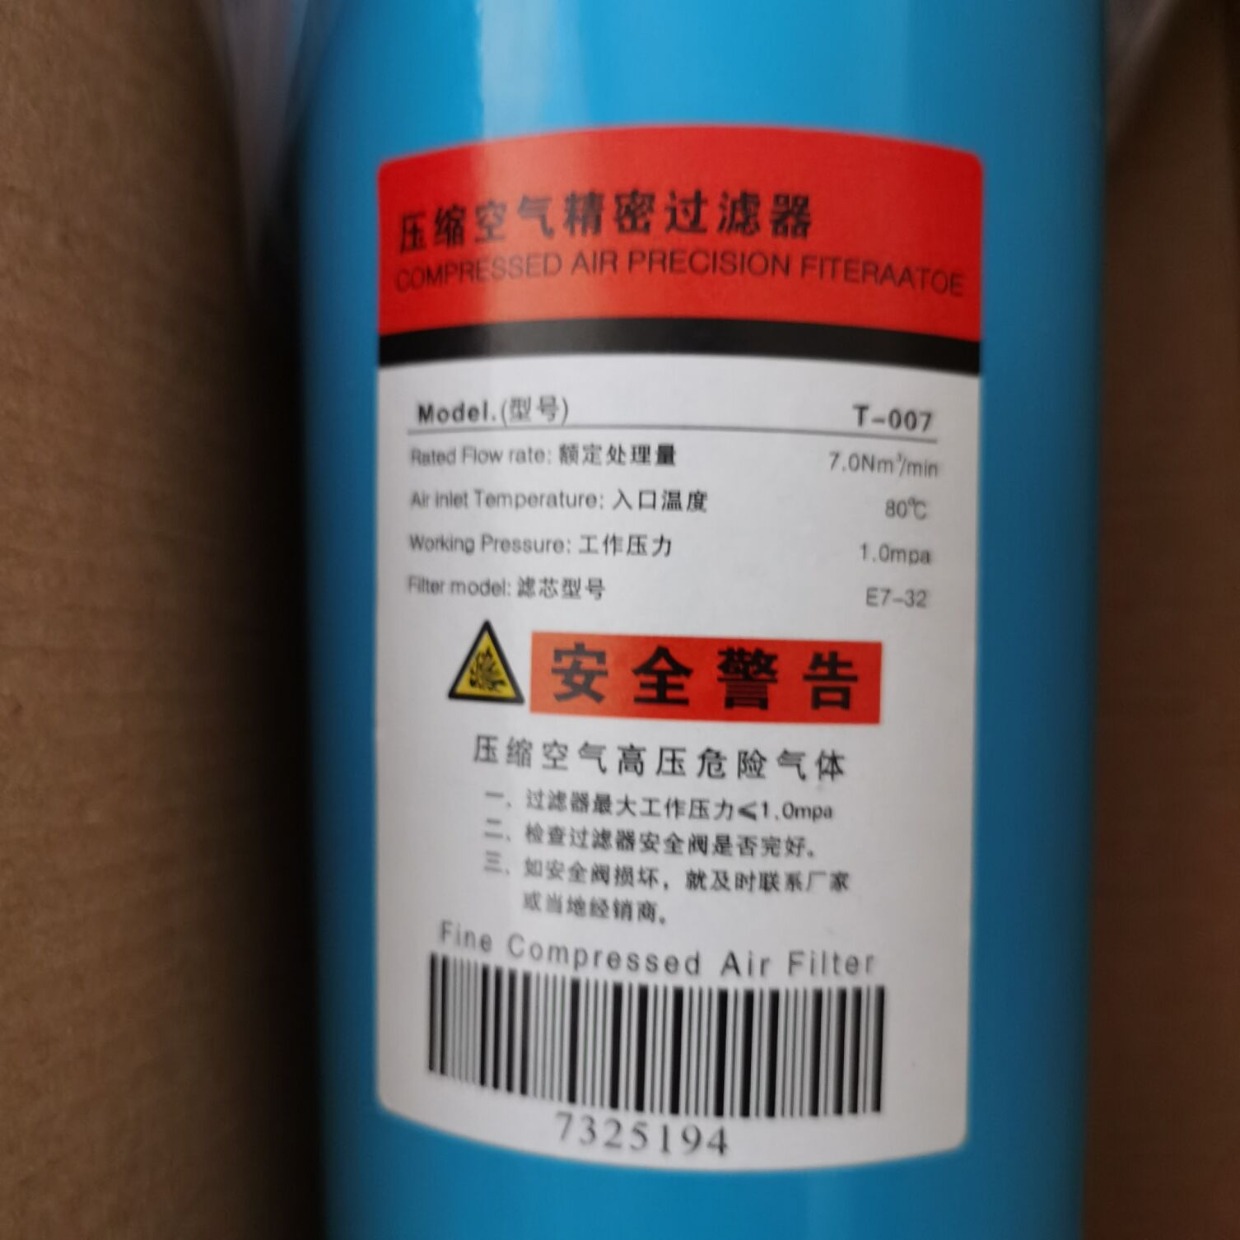 压缩空气精密过滤器
COMPRESSED AIR PRECISION FITERAATOE
Model.(型号) T-007
Rated Flow rate: 额定处理量 7.0Nm³/min
Air inlet Temperature: 入口温度 80℃
Working Pressure: 工作压力 1.0mpa
Filter model: 滤芯型号 E7-32
安全警告
压缩空气高压危险气体
一、过滤器最大工作压力≤1.0mpa
二、检查过滤器安全阀是否完好。
三、如安全阀损坏，就及时联系厂家
或当地经销商。
Fine Compressed Air Filter
7325194